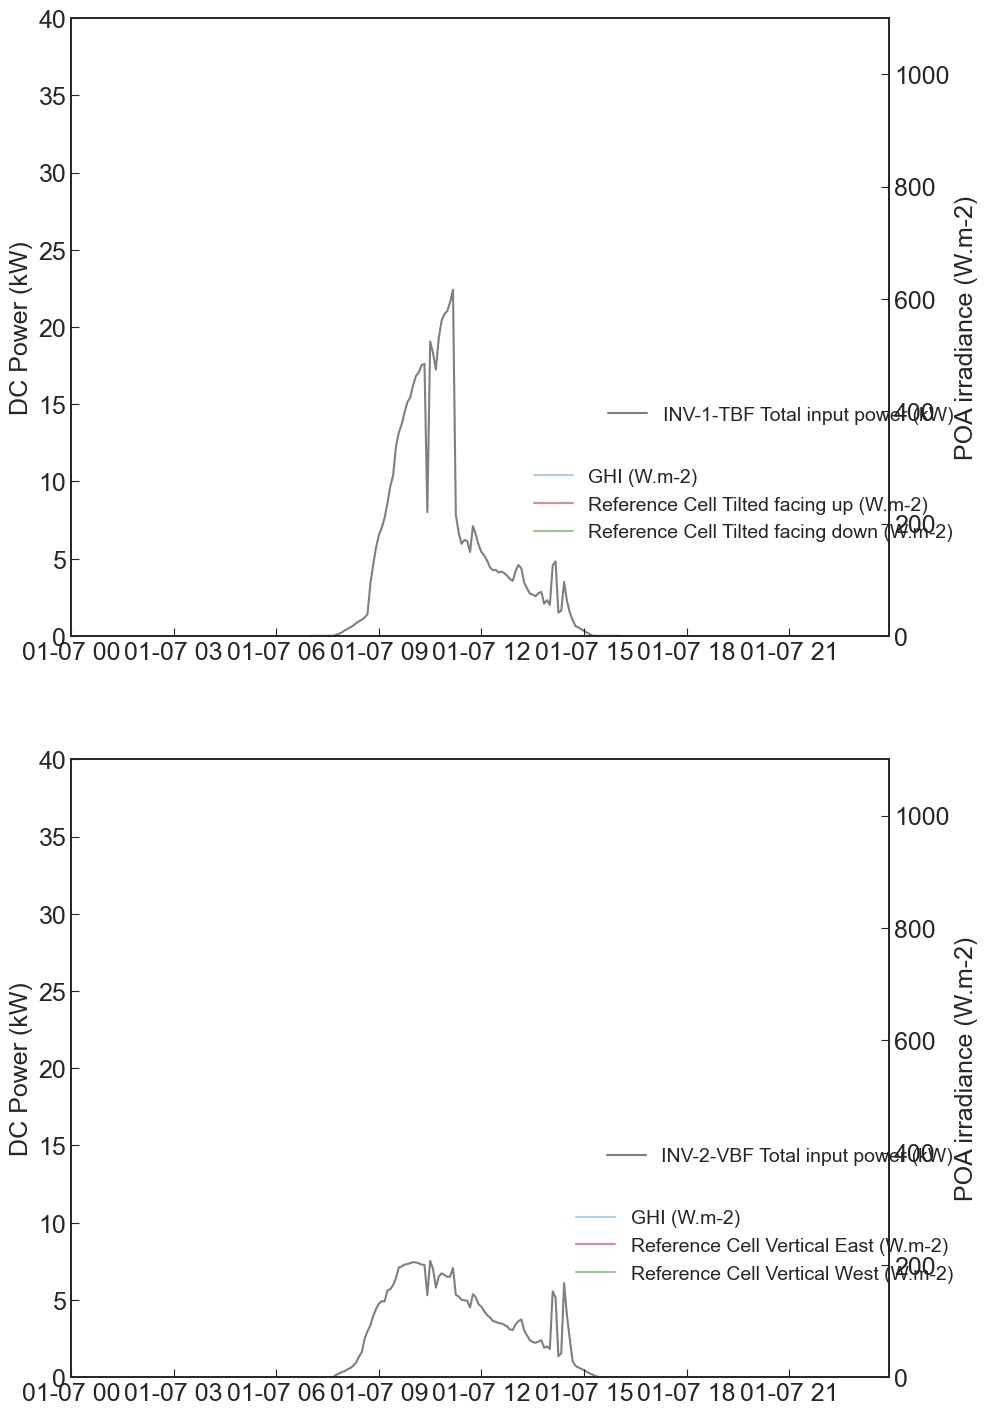 40
35
30
25
20
15
10
5
0
DC Power (kW)
1000
800
600
400
200
0
POA irradiance (W.m-2)
INV-1-TBF Total input power (kW)
GHI (W.m-2)
Reference Cell Tilted facing up (W.m-2)
Reference Cell Tilted facing down (W.m-2)
01-07 00 01-07 03 01-07 06 01-07 09 01-07 12 01-07 15 01-07 18 01-07 21
40
35
30
25
20
15
10
5
0
DC Power (kW)
1000
800
600
400
200
0
POA irradiance (W.m-2)
INV-2-VBF Total input power (kW)
GHI (W.m-2)
Reference Cell Vertical East (W.m-2)
Reference Cell Vertical West (W.m-2)
01-07 00 01-07 03 01-07 06 01-07 09 01-07 12 01-07 15 01-07 18 01-07 21